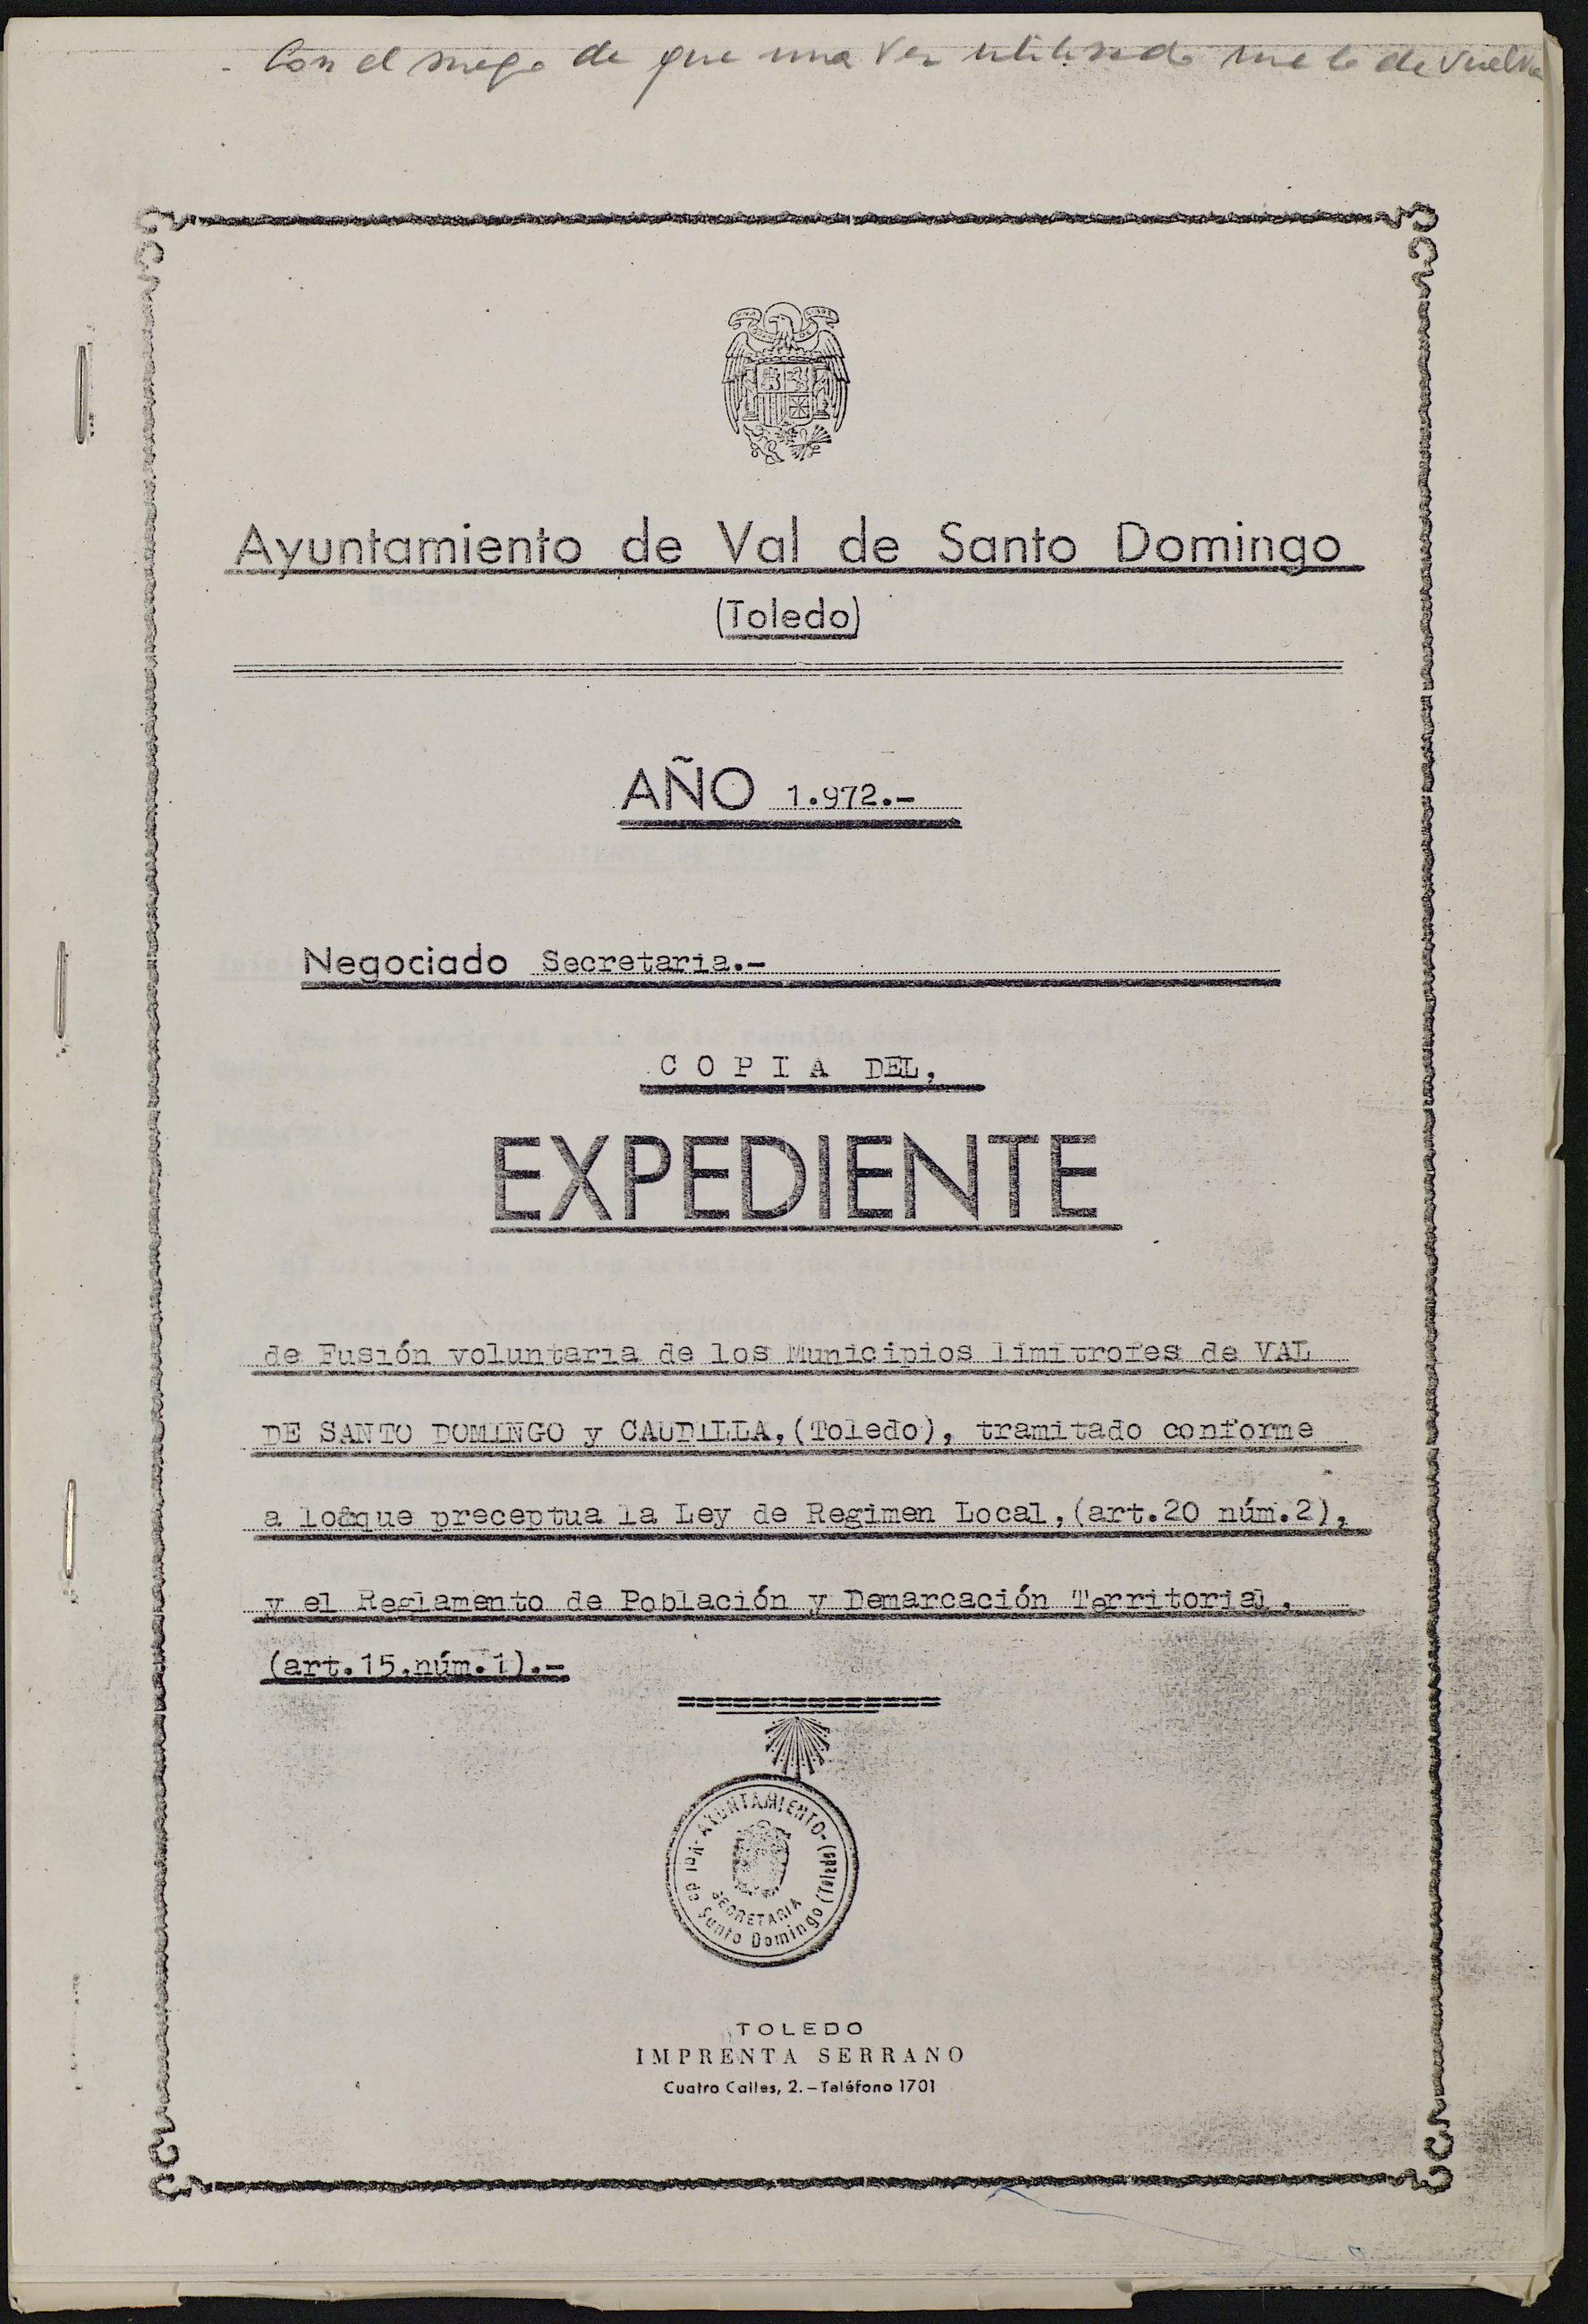 - Con el ruego de que una vez utilizado me lo devuelva
Ayuntamiento de Val de Santo Domingo
(Toledo)
AÑO 1.972.-
Negociado Secretaria.-
C O P I A DEL,
EXPEDIENTE
de Fusión voluntaria de los Municipios limitrofes de VAL
DE SANTO DOMINGO y CAUDILLA,(Toledo), tramitado conforme
a lo que preceptua la Ley de Regimen Local,(art.20 núm.2),
y el Reglamento de Población y Demarcación Territorial,
(art.15,núm.1).-
-AYUNTAMIENTO-
Val de Santo Domingo (Toledo)
SECRETARIA
TOLEDO
IMPRENTA SERRANO
Cuatro Calles, 2.-Teléfono 1701